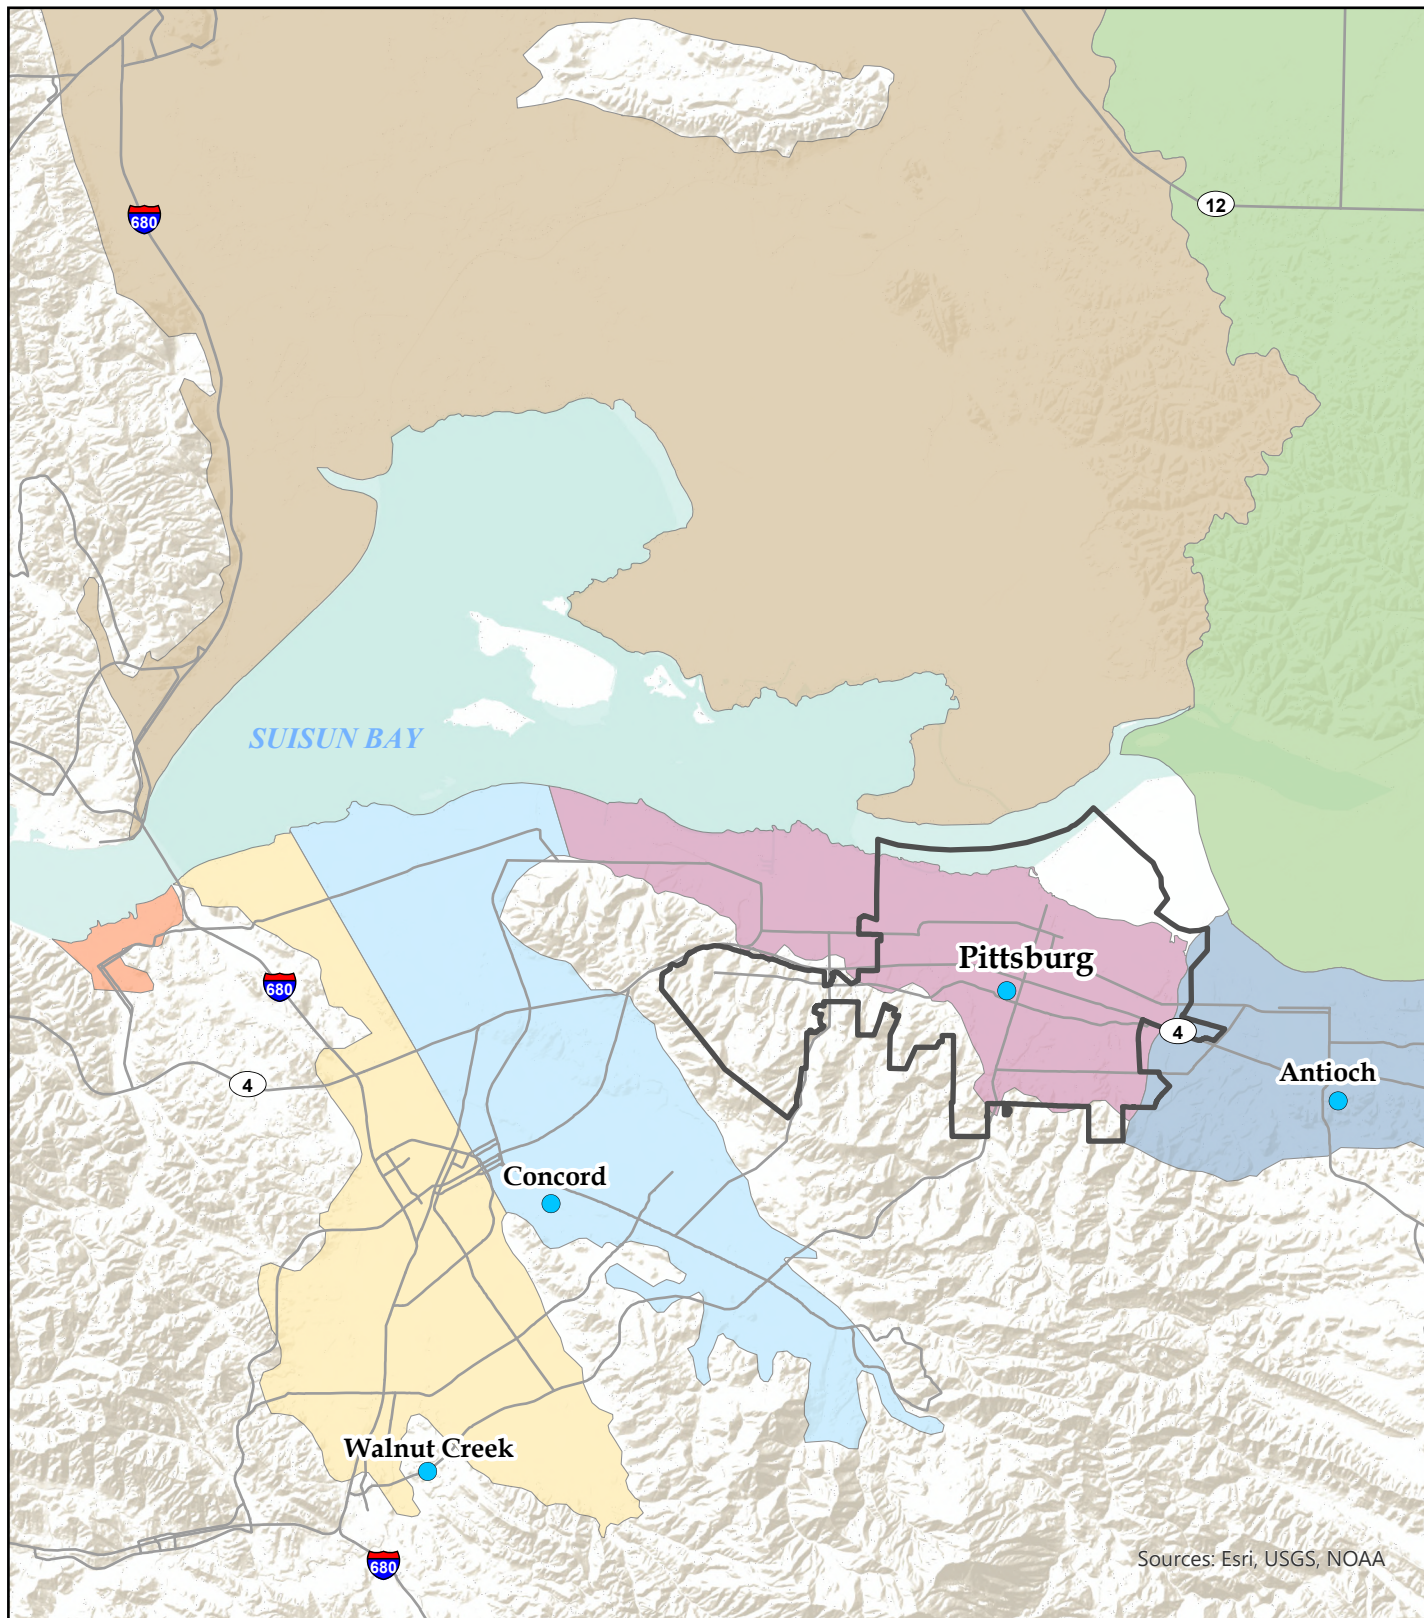 680
12
SUISUN BAY
Pittsburg
680
4
4
Antioch
Concord
Walnut Creek
680
Sources: Esri, USGS, NOAA